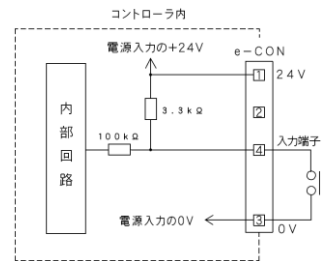 コントローラ内
電源入力の+24V
e-CON
1 24V
3.3kΩ
2
内部回路
100kΩ
4 入力端子
電源入力の0V
3 0V